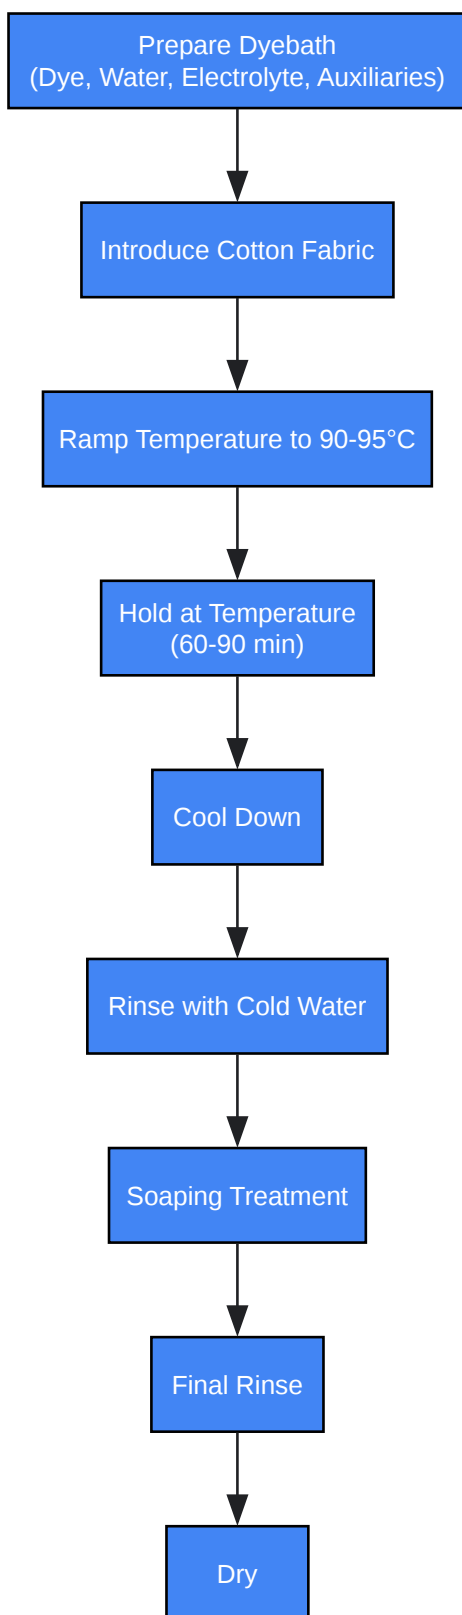 Prepare Dyebath
(Dye, Water, Electrolyte, Auxiliaries)
Introduce Cotton Fabric
Ramp Temperature to 90-95°C
Hold at Temperature
(60-90 min)
Cool Down
Rinse with Cold Water
Soaping Treatment
Final Rinse
Dry